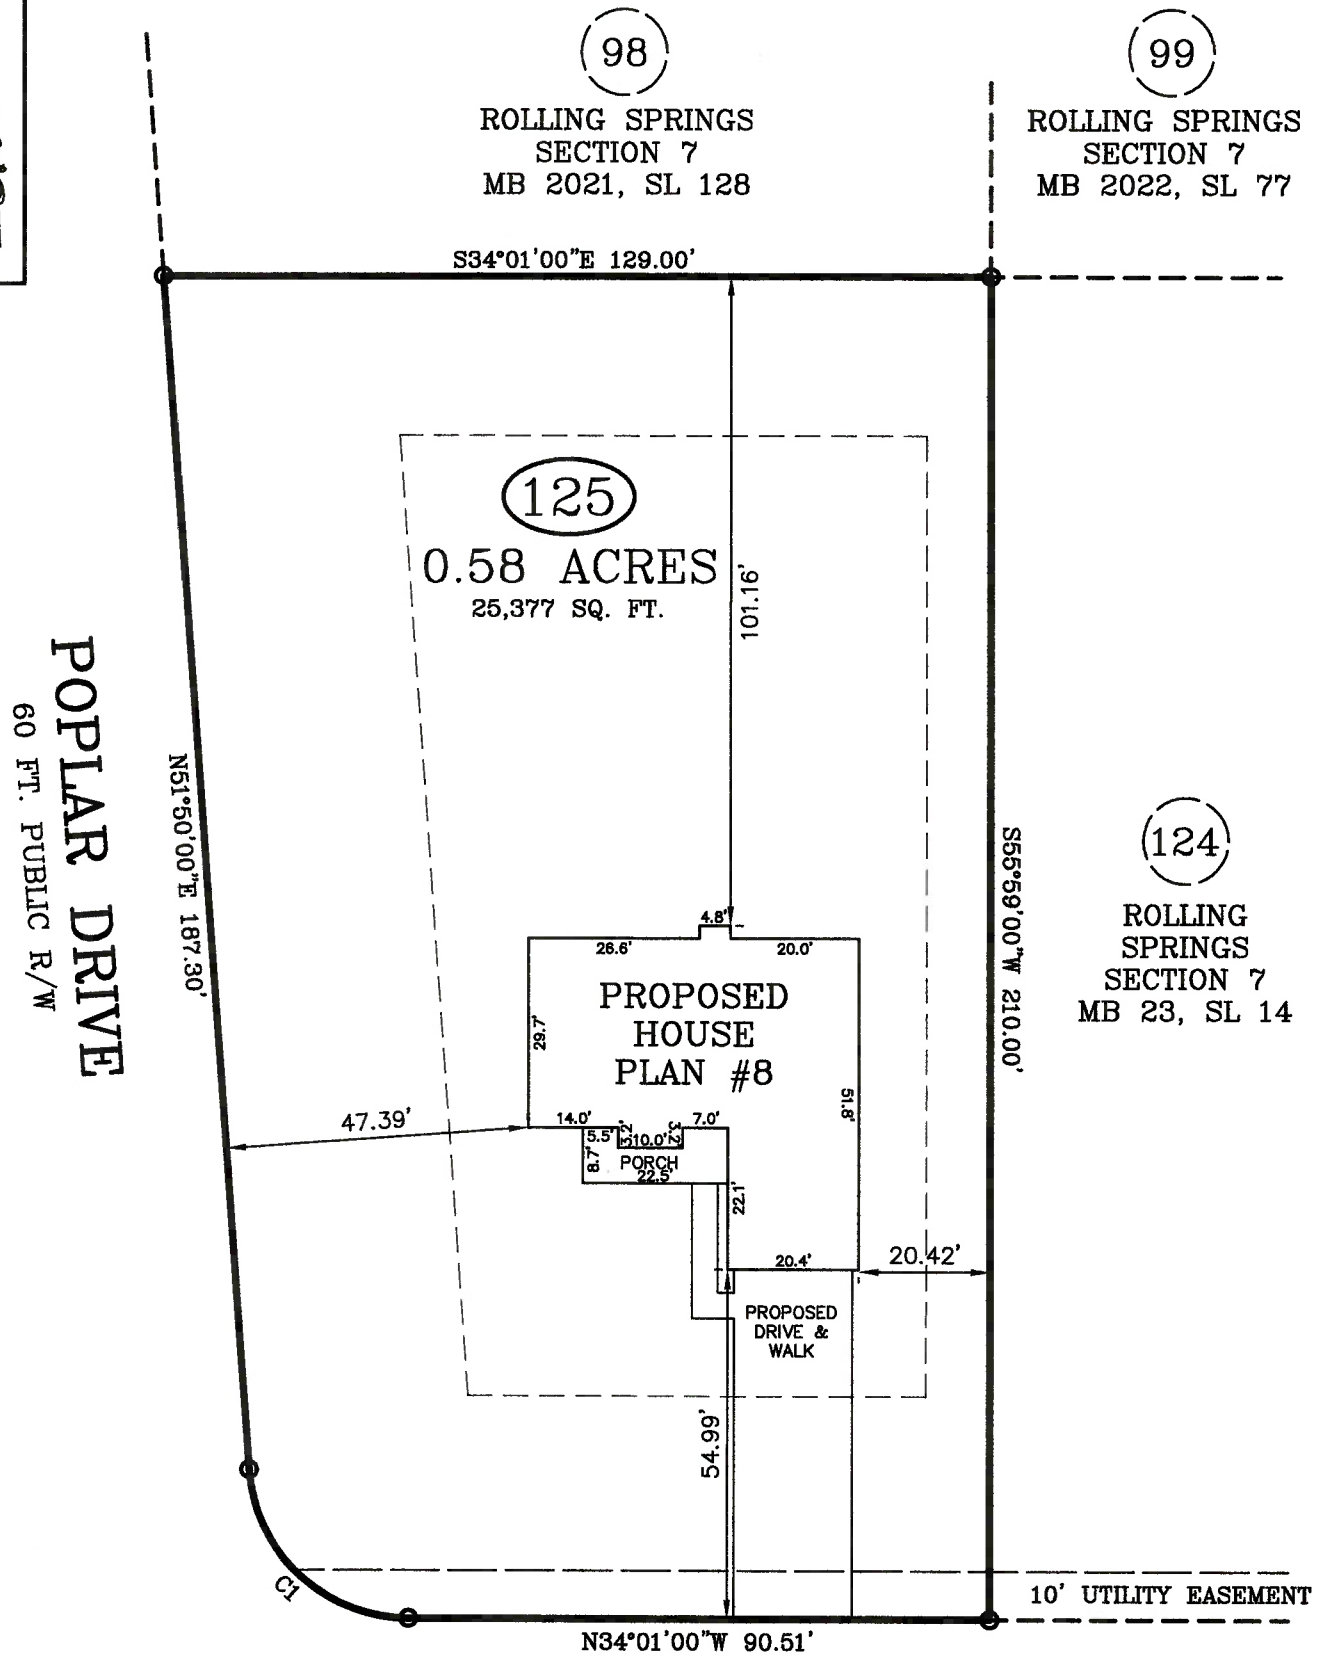 98
ROLLING SPRINGS
SECTION 7
MB 2021, SL 128
99
ROLLING SPRINGS
SECTION 7
MB 2022, SL 77
S34°01'00"E 129.00'
125
0.58 ACRES
25,377 SQ. FT.
101.16'
POPLAR DRIVE
60 FT. PUBLIC R/W
N51°50'00"E 187.30'
S55°59'00"W 210.00'
124
ROLLING
SPRINGS
SECTION 7
MB 23, SL 14
4.8'
26.6'
20.0'
PROPOSED
HOUSE
PLAN #8
29.7'
51.8'
47.39'
14.0'
7.0'
5.5'
3.2'
10.0'
3.2'
8.7'
PORCH
22.5'
22.1'
20.4'
20.42'
PROPOSED
DRIVE &
WALK
54.99'
C1
10' UTILITY EASEMENT
N34°01'00"W 90.51'